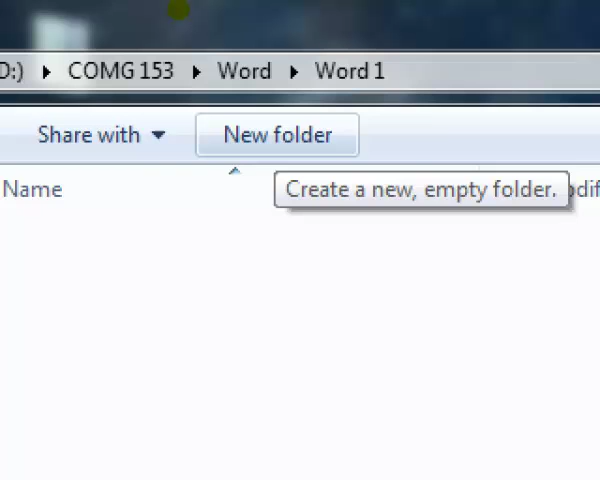 D:) COMG 153 Word Word 1
Share with New folder
Name
Create a new, empty folder.